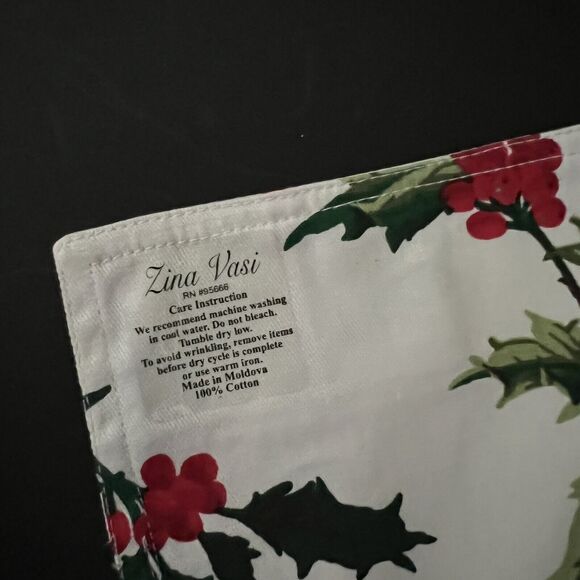 Zina Vasi
RN #95666
Care Instruction
We recommend machine washing
in cool water. Do not bleach.
Tumble dry low.
To avoid wrinkling, remove items
before dry cycle is complete
or use warm iron.
Made in Moldova
100% Cotton